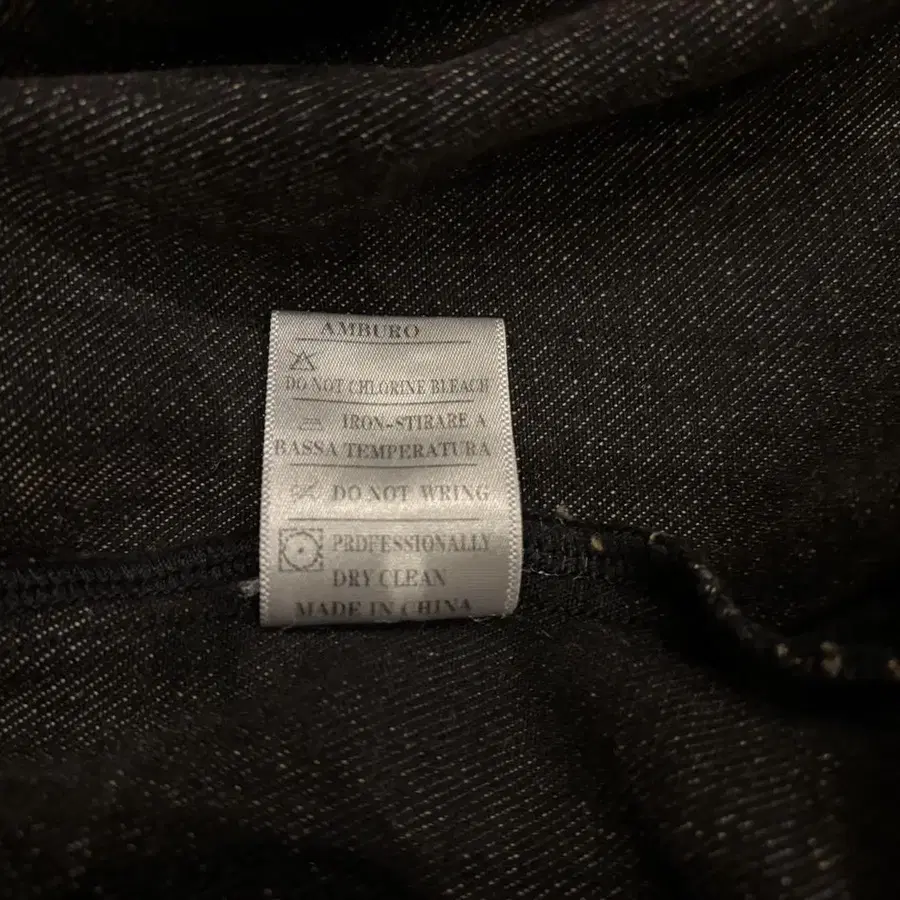 AMBURO
DO NOT CHLORINE BLEACH
IRON-STIRARE A
BASSA TEMPERATURA
DO NOT WRING
PRDFESSIONALLY
DRY CLEAN
MADE IN CHINA